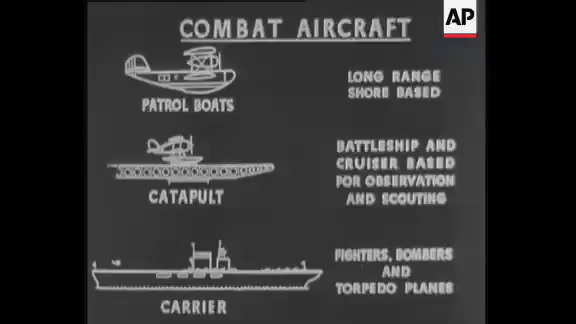 COMBAT AIRCRAFT
AP
PATROL BOATS
LONG RANGE
SHORE BASED
CATAPULT
BATTLESHIP AND
CRUISER BASED
FOR OBSERVATION
AND SCOUTING
CARRIER
FIGHTERS, BOMBERS
AND
TORPEDO PLANES